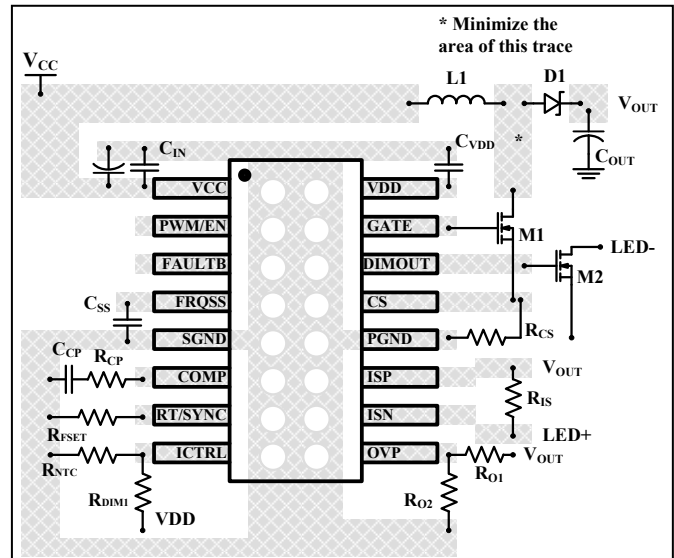 * Minimize the
area of this trace
VCC
L1
D1
VOUT
CIN
CVDD
*
COUT
VCC
VDD
PWM/EN
GATE
M1
FAULTB
DIMOUT
LED-
M2
CSS
FRQSS
CS
SGND
PGND
RCS
CCP
RCP
COMP
ISP
VOUT
RIS
RT/SYNC
ISN
RFSET
LED+
RNTC
ICTRL
OVP
RO1
VOUT
RDIM1
RO2
VDD